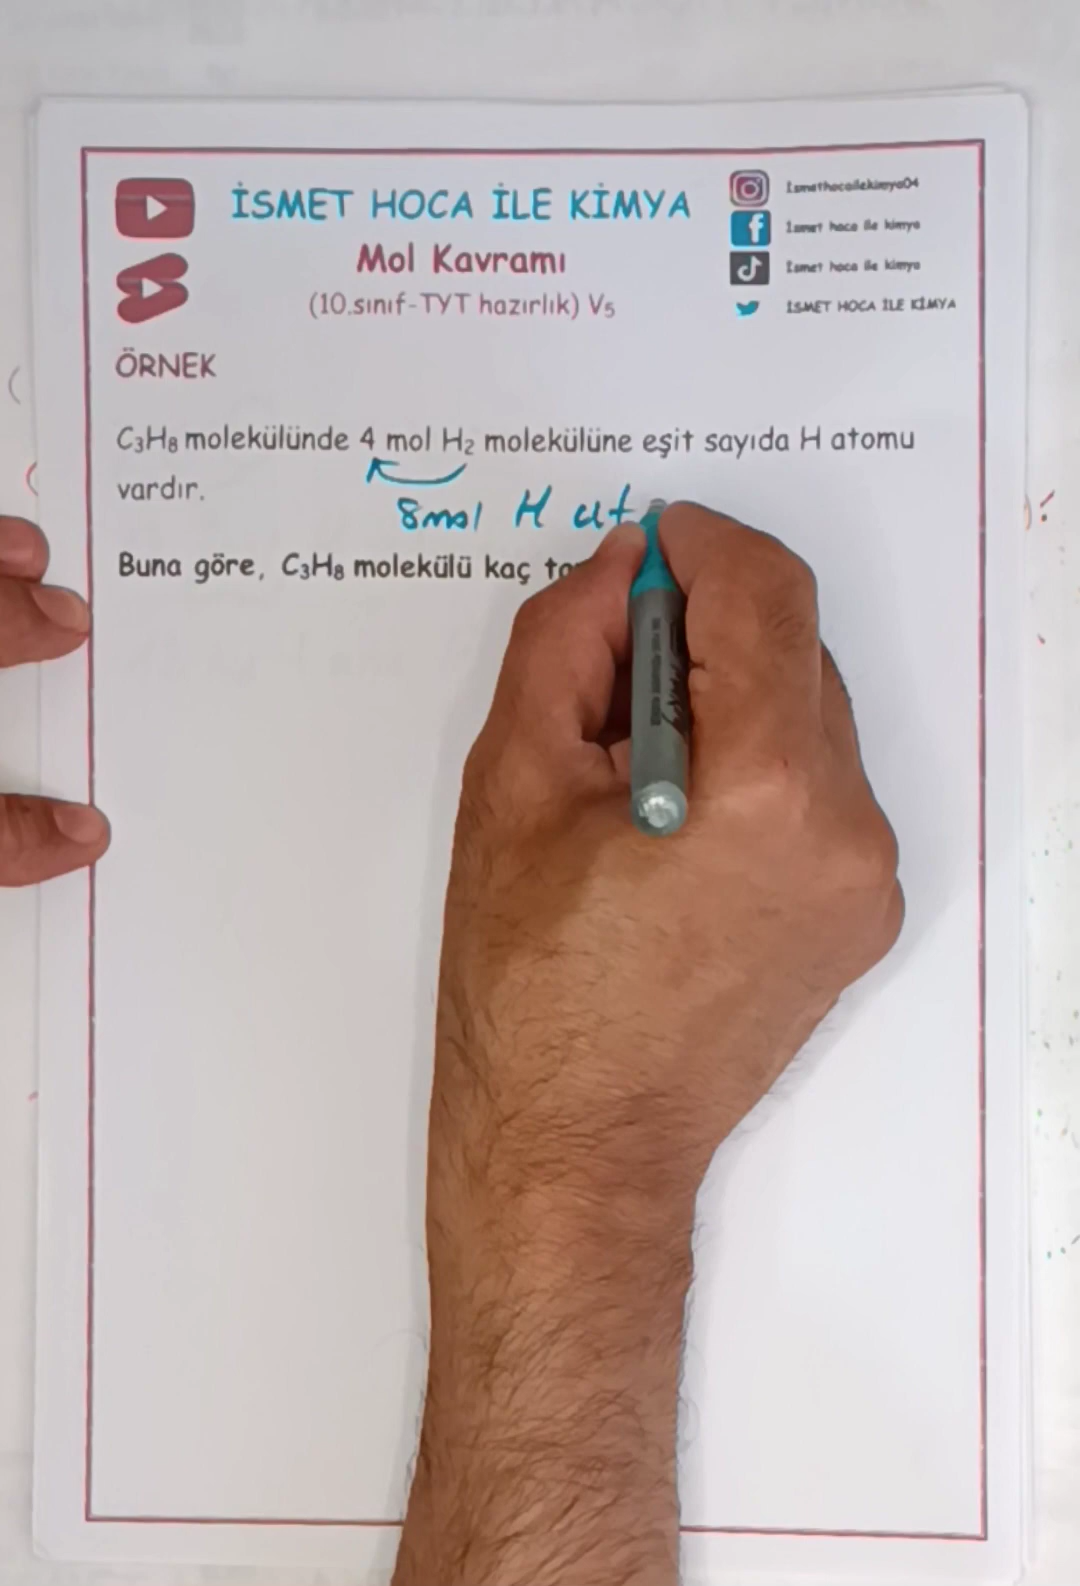 İSMET HOCA İLE KİMYA
Mol Kavramı
(10.sınıf-TYT hazırlık) V5
İsmethocailekimya04
İsmet hoca ile kimya
İsmet hoca ile kimya
İSMET HOCA İLE KİMYA
ÖRNEK
C₃H₈ molekülünde 4 mol H₂ molekülüne eşit sayıda H atomu
vardır.
8mol H at
Buna göre, C₃H₈ molekülü kaç